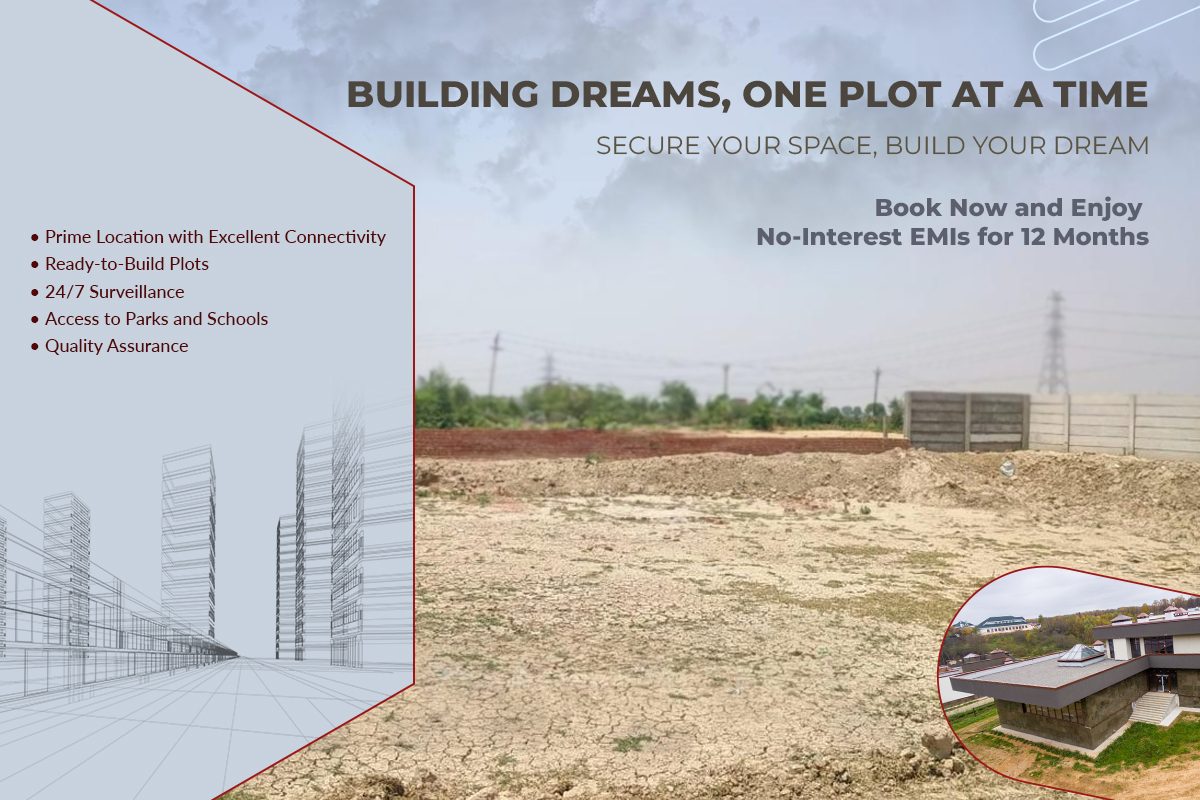 BUILDING DREAMS, ONE PLOT AT A TIME
SECURE YOUR SPACE, BUILD YOUR DREAM
Book Now and Enjoy
No-Interest EMIs for 12 Months
• Prime Location with Excellent Connectivity
• Ready-to-Build Plots
• 24/7 Surveillance
• Access to Parks and Schools
• Quality Assurance